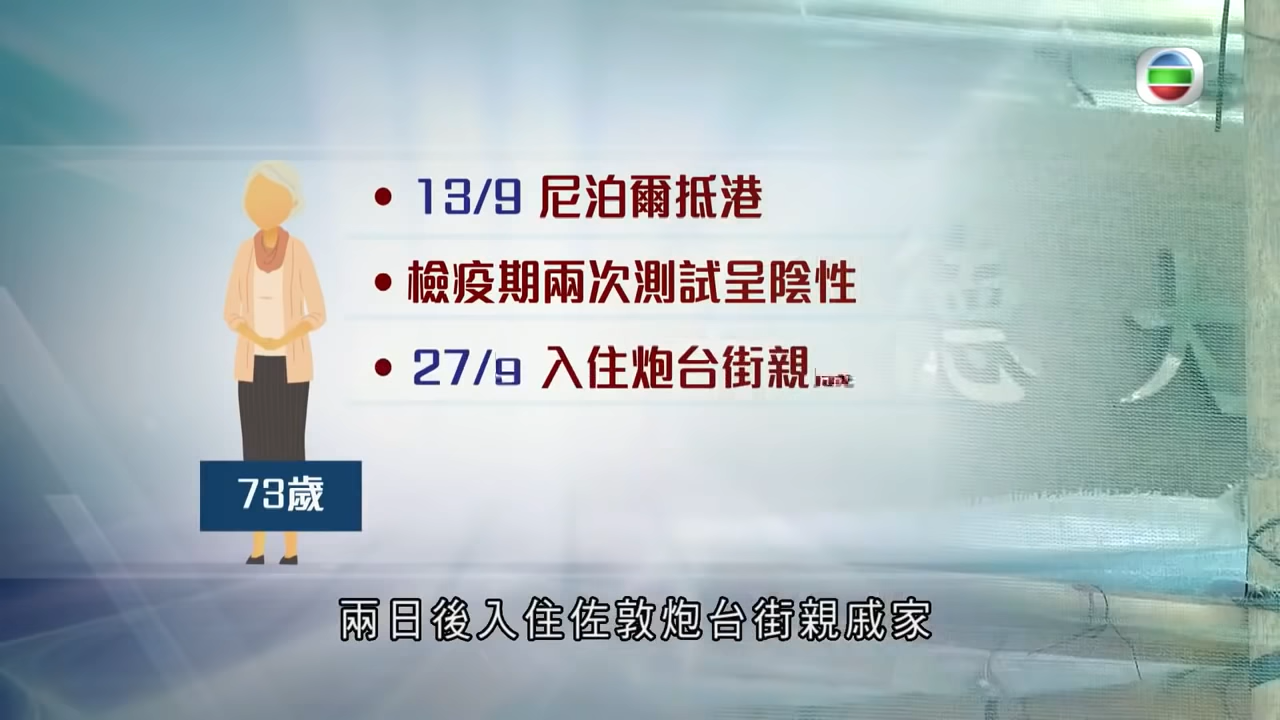 13/9 尼泊爾抵港
檢疫期兩次測試呈陰性
27/9 入住炮台街親
73歲
兩日後入住佐敦炮台街親戚家